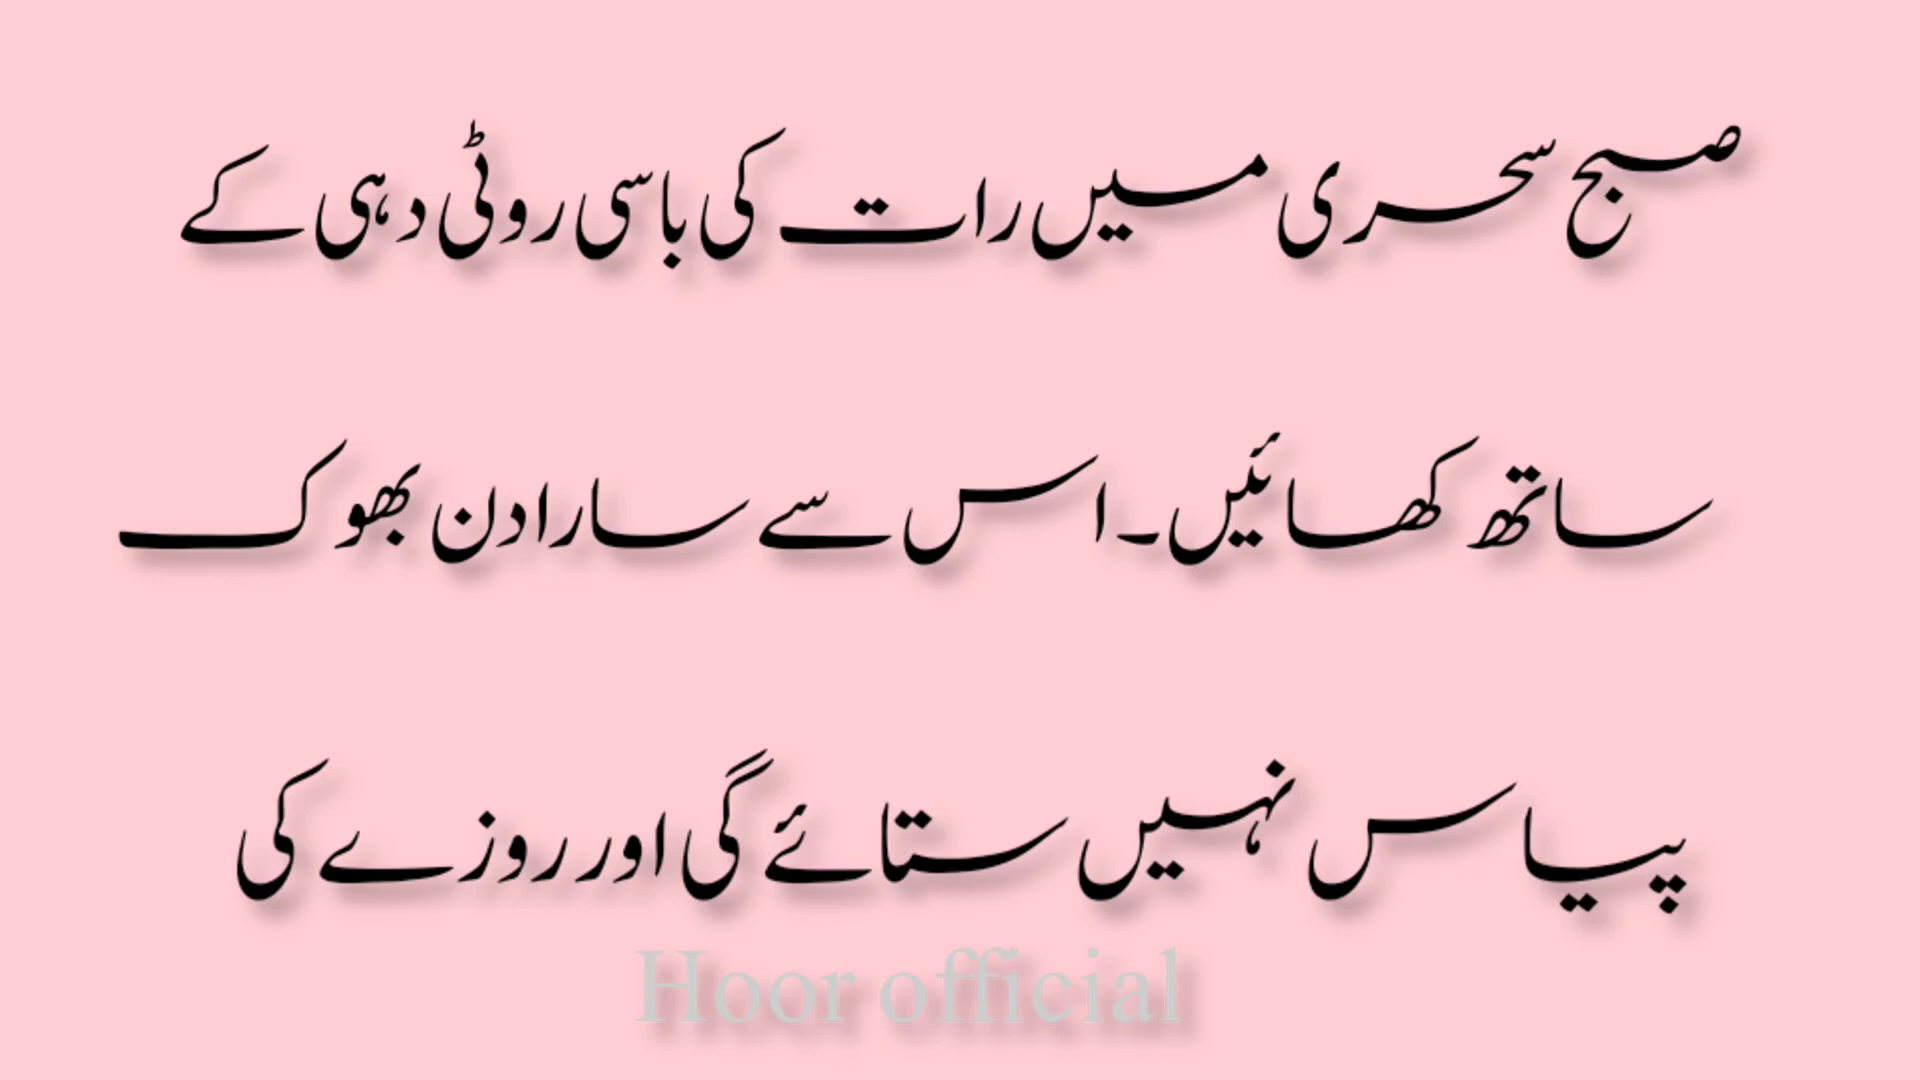 صبح سحری میں رات کی باسی روٹی دہی کے
ساتھ کھائیں۔ اس سے سارا دن بھوک
پیاس نہیں ستائے گی اور روزے کی
Hoor official